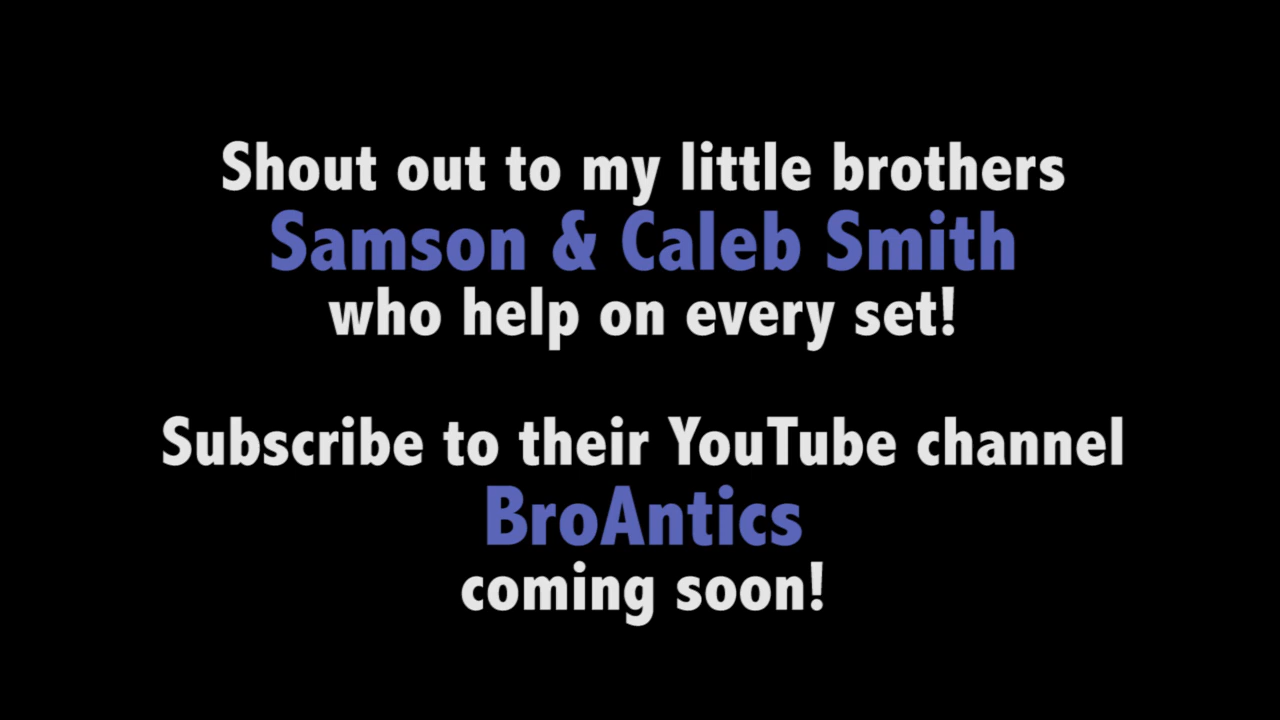 Shout out to my little brothers
Samson & Caleb Smith
who help on every set!
Subscribe to their YouTube channel
BroAntics
coming soon!